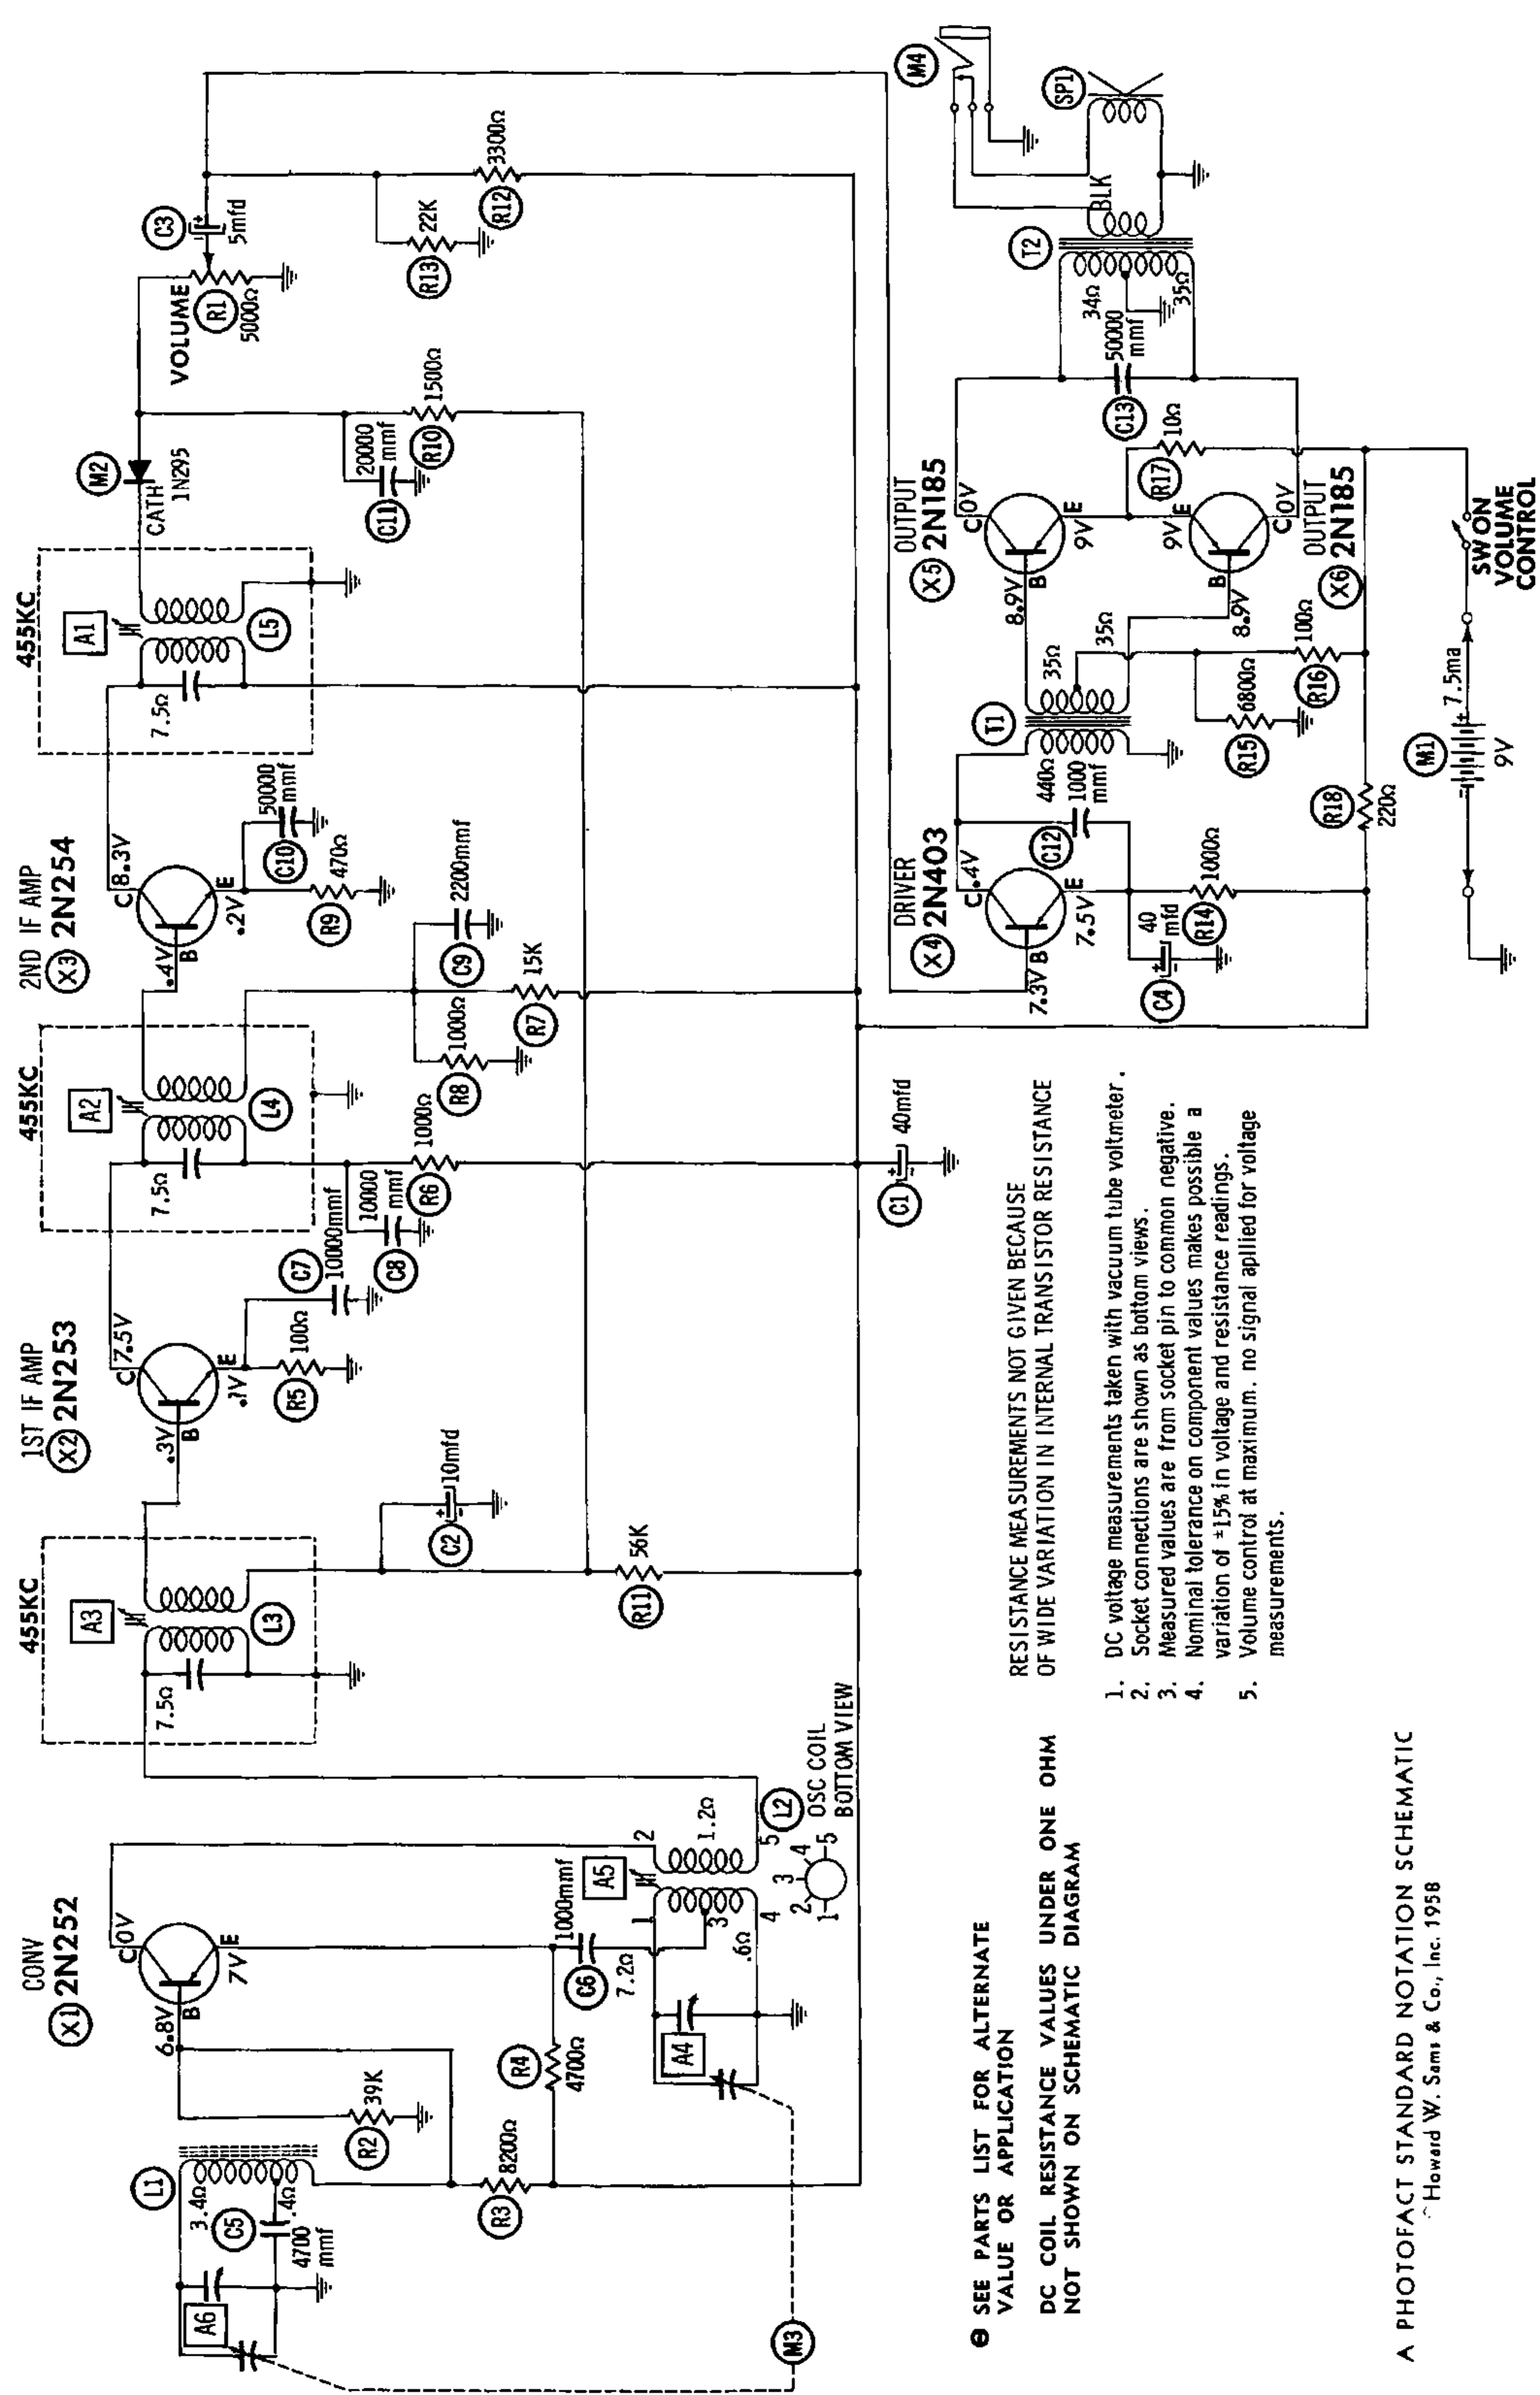 CONV
X1 2N252
C 0V
6.8V
B
E
7V
L1
3.4Ω
.4Ω
C5
4700
mmf
A6
R2
39K
R3
8200Ω
R4
4700Ω
C6
1000mmf
7.2Ω
A5
A4
1
2
3
4
5
.6Ω
1.2Ω
L2
OSC COIL
BOTTOM VIEW
1
2
3
4
5
M3
455KC
A3
7.5Ω
L3
C2
10mfd
R11
56K
1ST IF AMP
X2 2N253
C 7.5V
.3V
B
E
.1V
R5
100Ω
C7
10000mmf
C8
10000
mmf
R6
1000Ω
455KC
A2
7.5Ω
L4
R8
1000Ω
C9
2200mmf
R7
15K
C1
40mfd
2ND IF AMP
X3 2N254
C 8.3V
.4V
B
E
.2V
C10
50000
mmf
R9
470Ω
455KC
A1
7.5Ω
L5
M2
CATH
1N295
C11
20000
mmf
R10
1500Ω
VOLUME
R1
5000Ω
C3
5mfd
R13
22K
R12
3300Ω
DRIVER
X4 2N403
C .4V
7.3V B
E
7.5V
C4
40
mfd
R14
1000Ω
C12
1000
mmf
440Ω
T1
35Ω
35Ω
R15
6800Ω
R16
100Ω
R18
220Ω
OUTPUT
X5 2N185
C 0V
8.9V
B
E
9V
9V E
8.9V
B
C 0V
OUTPUT
X6 2N185
R17
10Ω
C13
50000
mmf
34Ω
35Ω
T2
BLK
M4
SP1
M1
9V
7.5ma
SW ON
VOLUME
CONTROL
RESISTANCE MEASUREMENTS NOT GIVEN BECAUSE
OF WIDE VARIATION IN INTERNAL TRANSISTOR RESISTANCE
1. DC voltage measurements taken with vacuum tube voltmeter.
2. Socket connections are shown as bottom views.
3. Measured values are from socket pin to common negative.
4. Nominal tolerance on component values makes possible a
variation of ±15% in voltage and resistance readings.
5. Volume control at maximum. no signal apllied for voltage
measurements.
⊖ SEE PARTS LIST FOR ALTERNATE
VALUE OR APPLICATION
DC COIL RESISTANCE VALUES UNDER ONE OHM
NOT SHOWN ON SCHEMATIC DIAGRAM
A PHOTOFACT STANDARD NOTATION SCHEMATIC
Howard W. Sams & Co., Inc. 1958